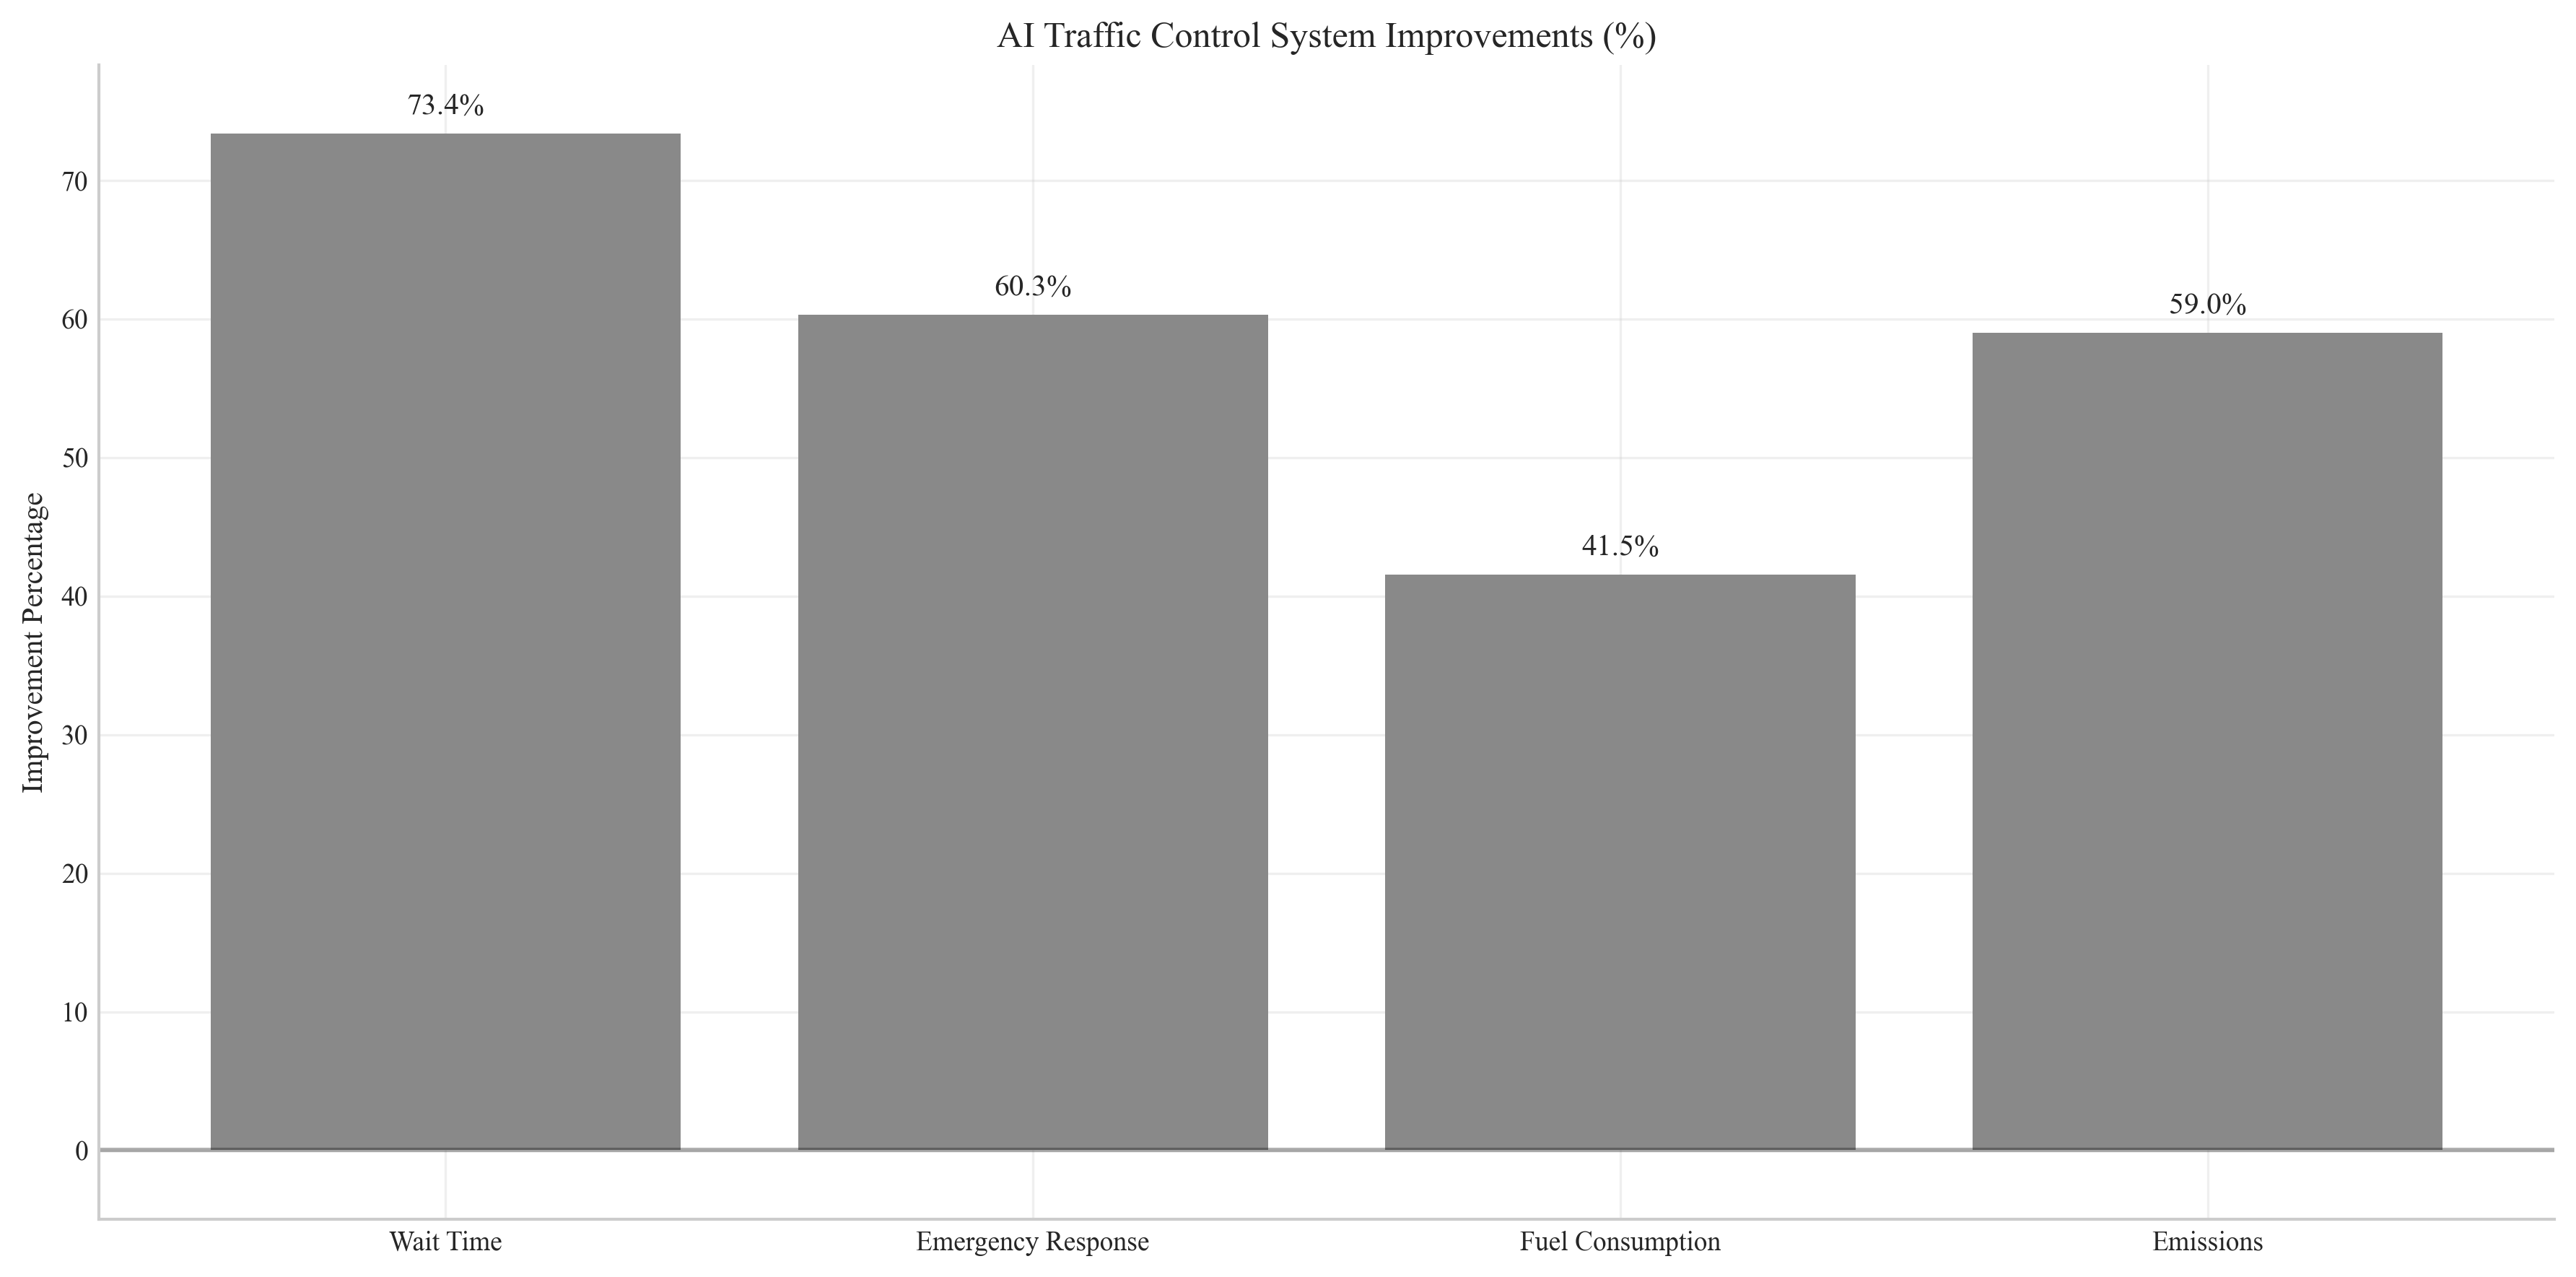 AI Traffic Control System Improvements (%)
73.4%
60.3%
41.5%
59.0%
70
60
50
40
30
20
10
0
Improvement Percentage
Wait Time
Emergency Response
Fuel Consumption
Emissions